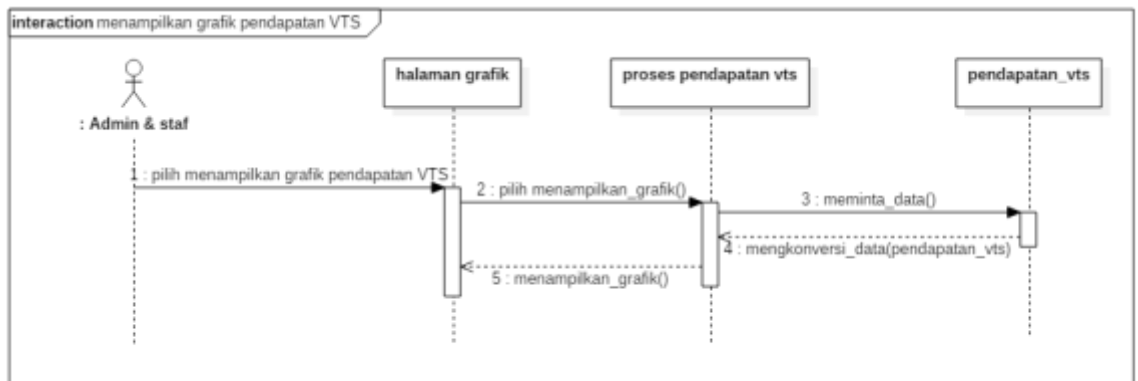 interaction menampilkan grafik pendapatan VTS
halaman grafik
proses pendapatan vts
pendapatan_vts
: Admin & staf
1 : pilih menampilkan grafik pendapatan VTS
2 : pilih menampilkan_grafik()
3 : meminta_data()
4 : mengkonversi_data(pendapatan_vts)
5 : menampilkan_grafik()